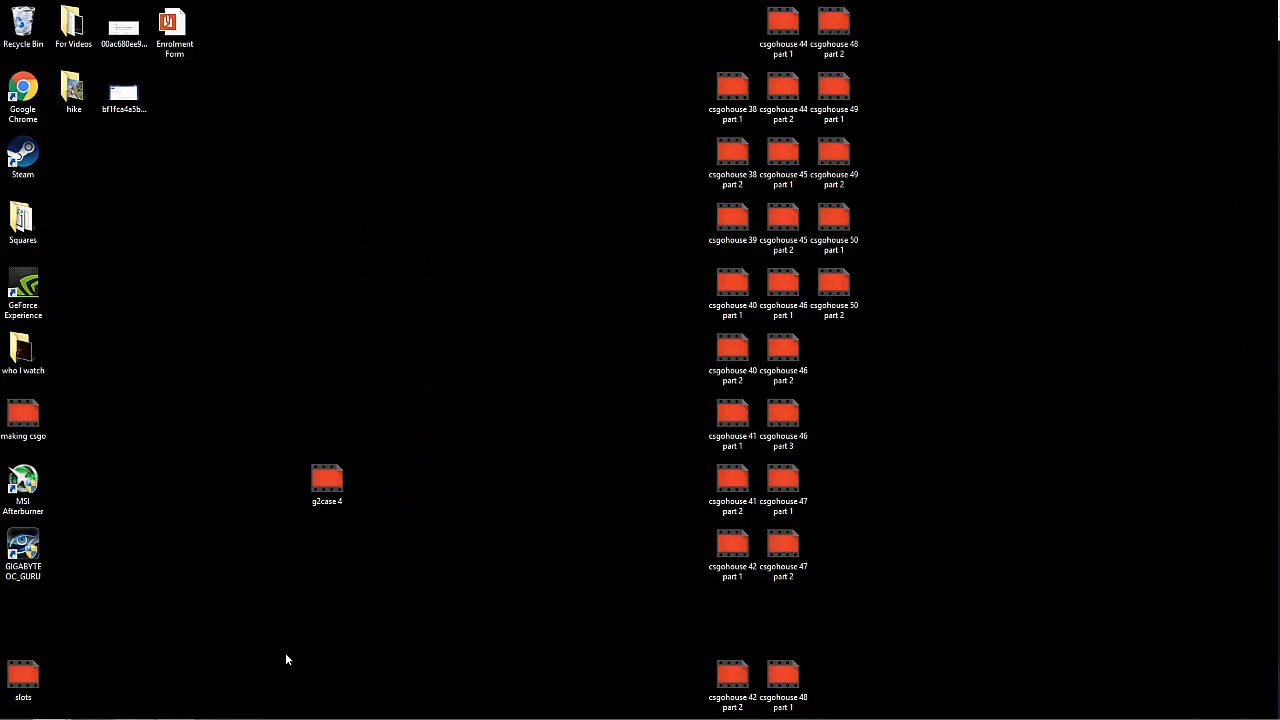 Recycle Bin
For Videos
00ac680ee9...
Enrolment
Form
Google
Chrome
hike
bf1fca4a5b...
Steam
Squares
GeForce
Experience
who I watch
making csgo
MSI
Afterburner
GIGABYTE
OC_GURU
slots
g2case 4
csgohouse 44
part 1
csgohouse 48
part 2
csgohouse 38
part 1
csgohouse 44
part 2
csgohouse 49
part 1
csgohouse 38
part 2
csgohouse 45
part 1
csgohouse 49
part 2
csgohouse 39
csgohouse 45
part 2
csgohouse 50
part 1
csgohouse 40
part 1
csgohouse 46
part 1
csgohouse 50
part 2
csgohouse 40
part 2
csgohouse 46
part 2
csgohouse 41
part 1
csgohouse 46
part 3
csgohouse 41
part 2
csgohouse 47
part 1
csgohouse 42
part 1
csgohouse 47
part 2
csgohouse 42
part 2
csgohouse 48
part 1